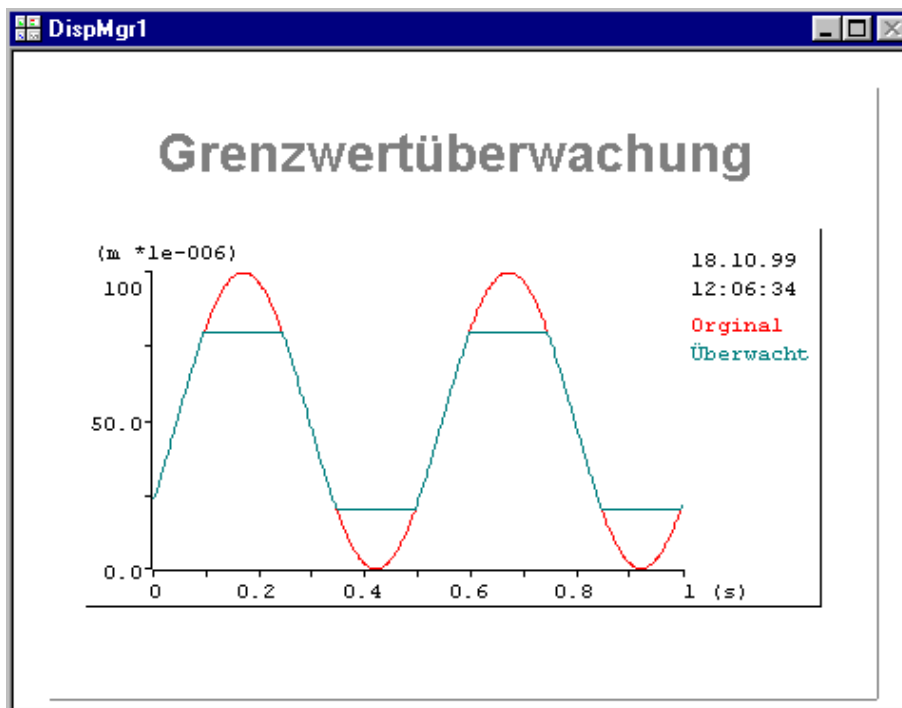 DispMgr1
Grenzwertüberwachung
(m *1e-006)
18.10.99
12:06:34
Orginal
Überwacht
100
50.0
0.0
0 0.2 0.4 0.6 0.8 1 (s)